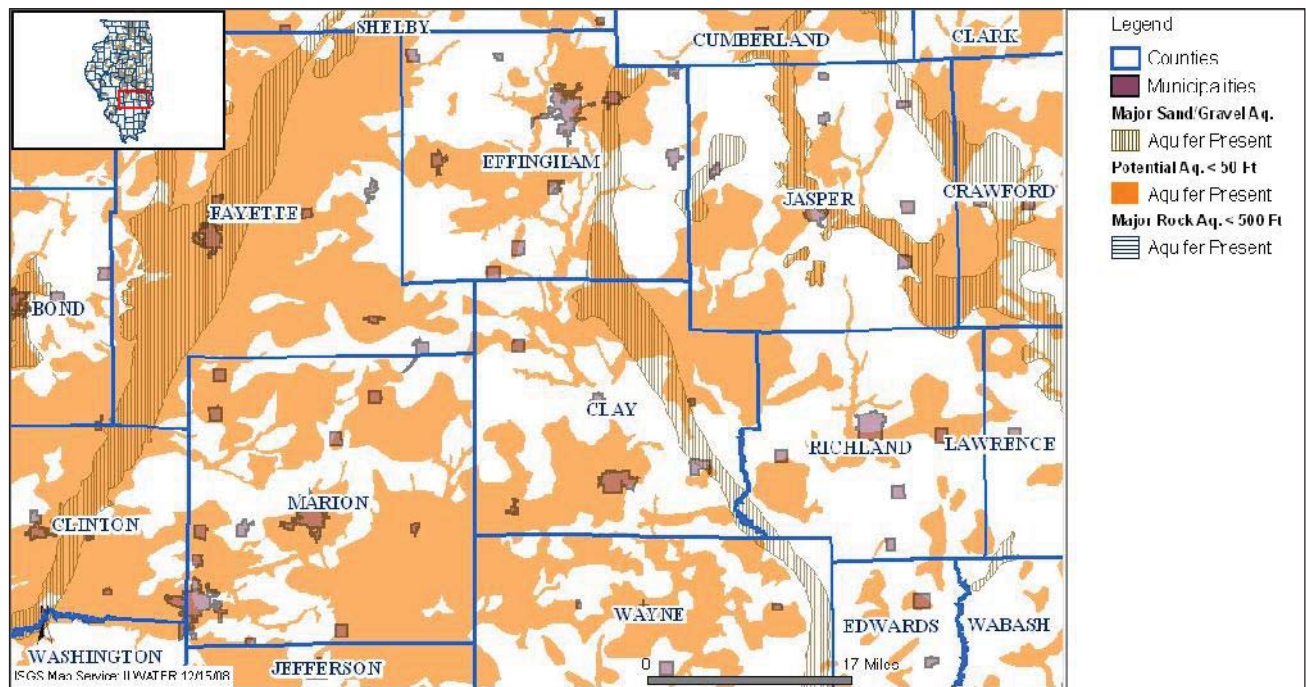 SHELBY
CUMBERLAND
CLARK
EFFINGHAM
FAYETTE
JASPER
CRAWFORD
BOND
CLAY
RICHLAND
LAWRENCE
MARION
CLINTON
WAYNE
EDWARDS
WABASH
WASHINGTON
JEFFERSON
0 17 Miles
ISGS Map Service: ILWATER 12/15/08
Legend
Counties
Municipalities
Major Sand/Gravel Aq.
Aquifer Present
Potential Aq. < 50 Ft
Aquifer Present
Major Rock Aq. < 500 Ft
Aquifer Present